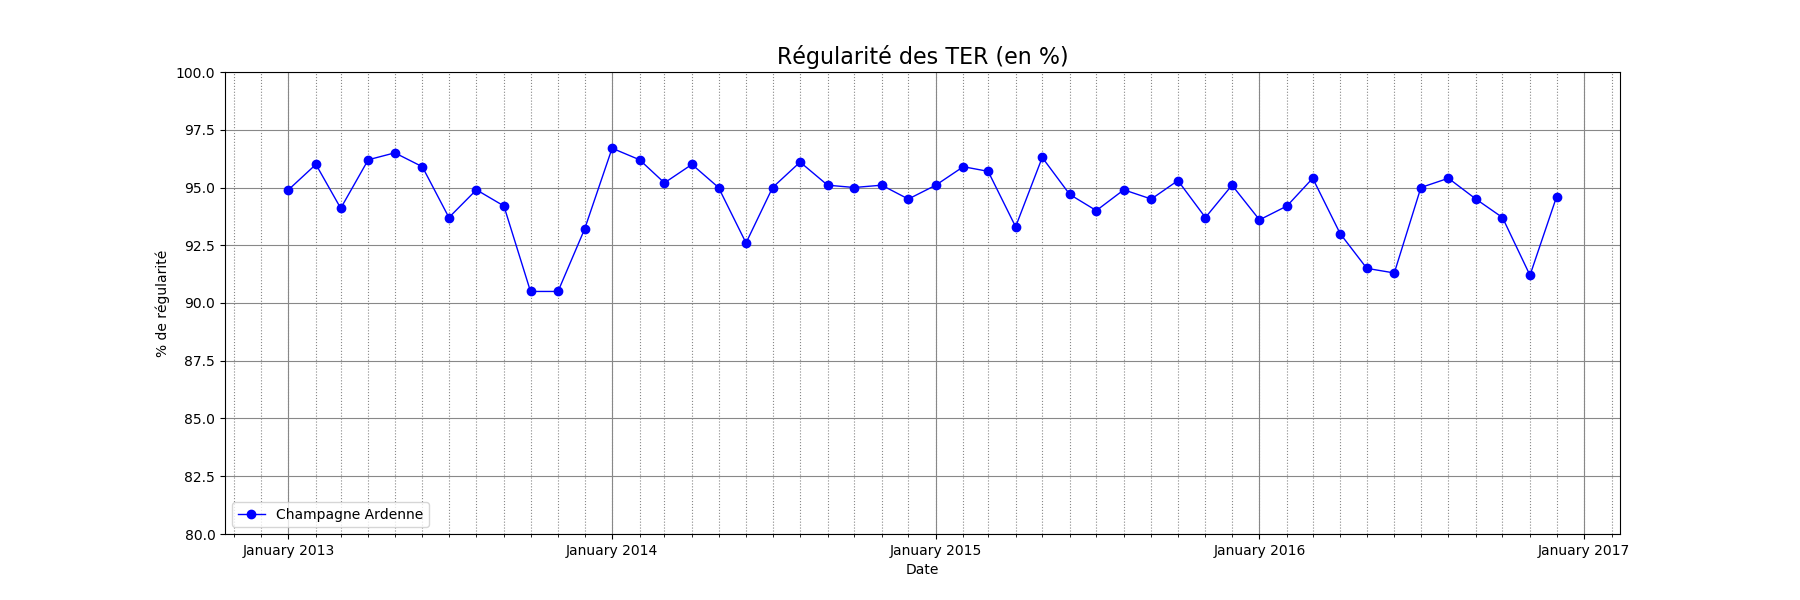 Régularité des TER (en %)
100.0
97.5
95.0
92.5
90.0
87.5
85.0
82.5
80.0
% de régularité
Champagne Ardenne
January 2013 January 2014 January 2015 January 2016 January 2017
Date